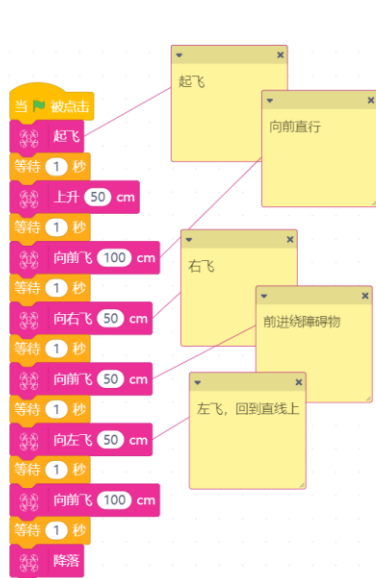 当 被点击
起飞
等待 1 秒
上升 50 cm
等待 1 秒
向前飞 100 cm
等待 1 秒
向右飞 50 cm
等待 1 秒
向前飞 50 cm
等待 1 秒
向左飞 50 cm
等待 1 秒
向前飞 100 cm
等待 1 秒
降落
起飞
向前直行
右飞
前进绕障碍物
左飞，回到直线上